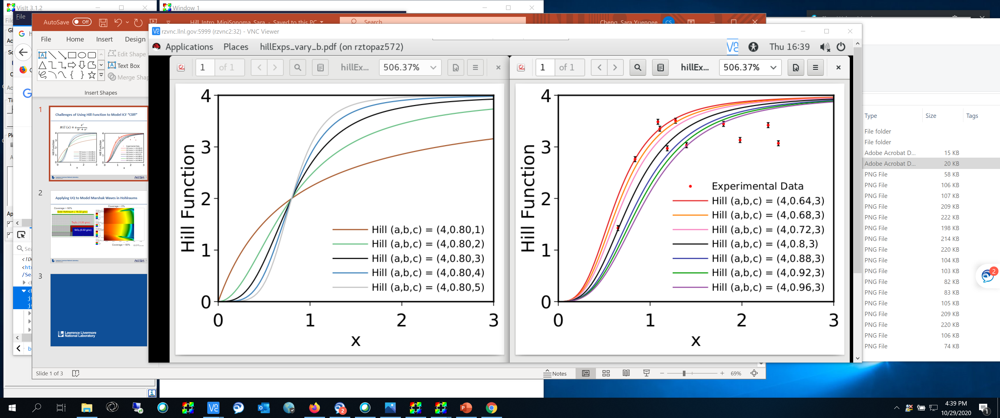 VisIt 3.1.2
Window 1
File
AutoSave Off
Hill_Intro_MiniSonoma_Sara - Saved to this PC
Search
Cheng, Sara Yuengee CS
rzvnc.llnl.gov:5999 (rzvnc2:32) - VNC Viewer
File Home Insert Design
Edit Shape
Text Box
Merge Shap
Insert Shapes
Applications Places hillExps_vary_b.pdf (on rztopaz572)
Thu 16:39
1 of 1 hillEx... 506.37%
1 of 1 hillEx... 506.37%
1
Challenges of Using Hill Function to Model ICF "Cliff"
Hill (x) = a x^c / b^c + x^c
2
Applying UQ to Model Marshak Waves in Hohlraums
Coverage = 50%
Coverage = 0%
Gold Hohlraum ( 19.32 g/cc)
SiO2 (0.02 g/cc)
Coverage = 50%
3
Lawrence Livermore
National Laboratory
Hill Function
4
3
2
1
0
0 1 2 3
x
Hill (a,b,c) = (4,0.80,1)
Hill (a,b,c) = (4,0.80,2)
Hill (a,b,c) = (4,0.80,3)
Hill (a,b,c) = (4,0.80,4)
Hill (a,b,c) = (4,0.80,5)
Hill Function
4
3
2
1
0
0 1 2 3
x
Experimental Data
Hill (a,b,c) = (4,0.64,3)
Hill (a,b,c) = (4,0.68,3)
Hill (a,b,c) = (4,0.72,3)
Hill (a,b,c) = (4,0.8,3)
Hill (a,b,c) = (4,0.88,3)
Hill (a,b,c) = (4,0.92,3)
Hill (a,b,c) = (4,0.96,3)
Type Size Tags
File folder
File folder
Adobe Acrobat D... 15 KB
Adobe Acrobat D... 20 KB
PNG File 58 KB
PNG File 106 KB
PNG File 107 KB
PNG File 209 KB
PNG File 222 KB
PNG File 198 KB
PNG File 214 KB
PNG File 220 KB
PNG File 104 KB
PNG File 103 KB
PNG File 82 KB
PNG File 83 KB
PNG File 105 KB
PNG File 209 KB
PNG File 220 KB
PNG File 106 KB
PNG File 74 KB
2
Slide 1 of 3
Notes
69%
4:39 PM
10/29/2020
1